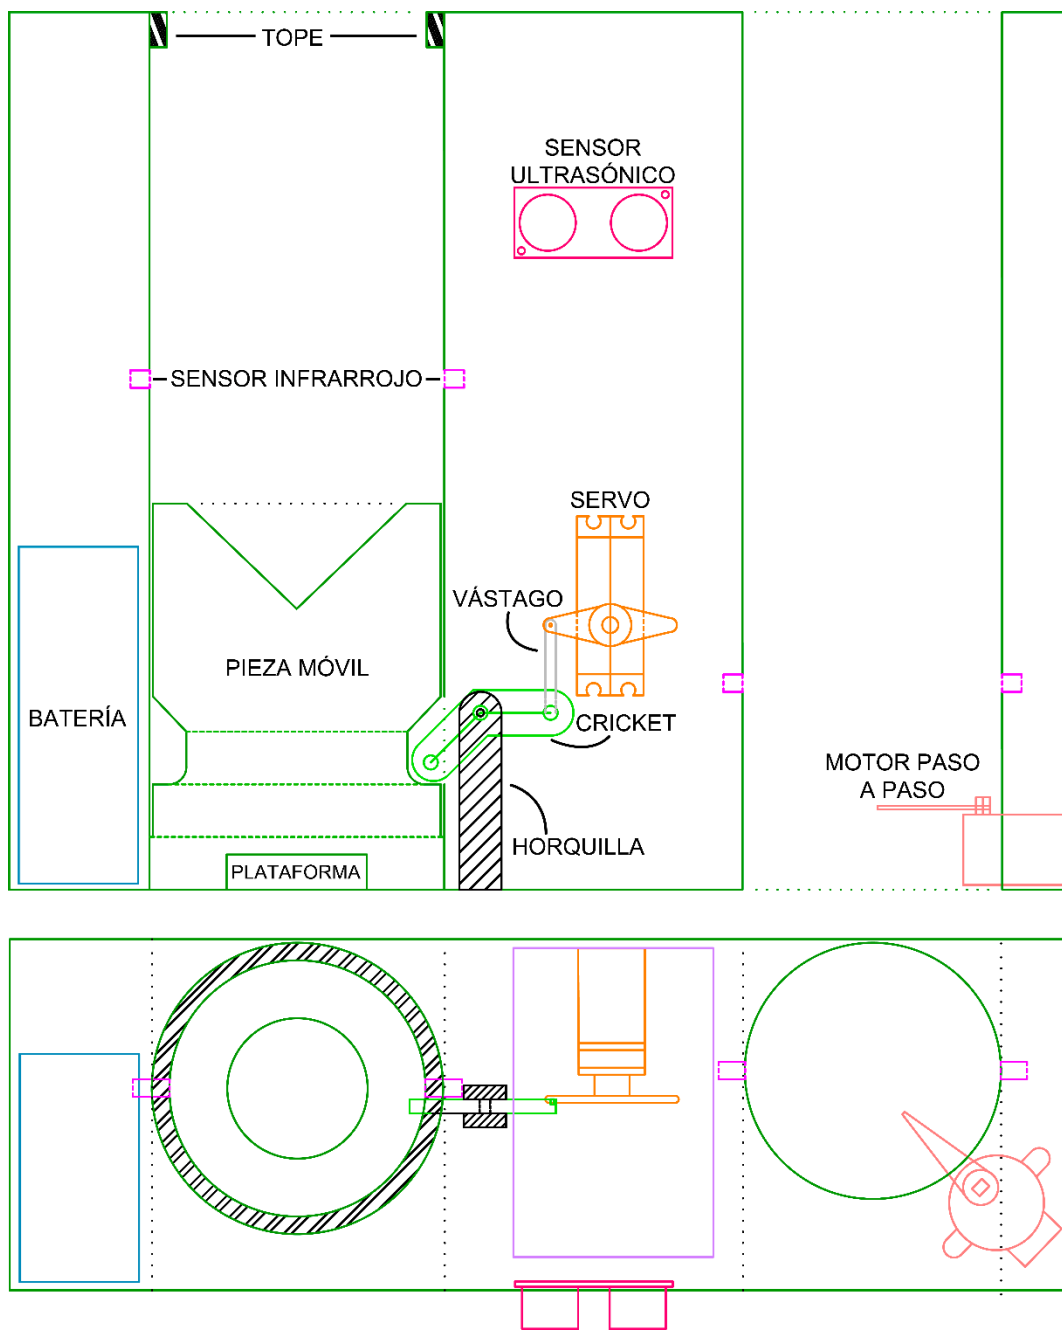 TOPE
SENSOR
ULTRASÓNICO
SENSOR INFRARROJO
SERVO
VÁSTAGO
PIEZA MÓVIL
BATERÍA
CRICKET
MOTOR PASO
A PASO
HORQUILLA
PLATAFORMA